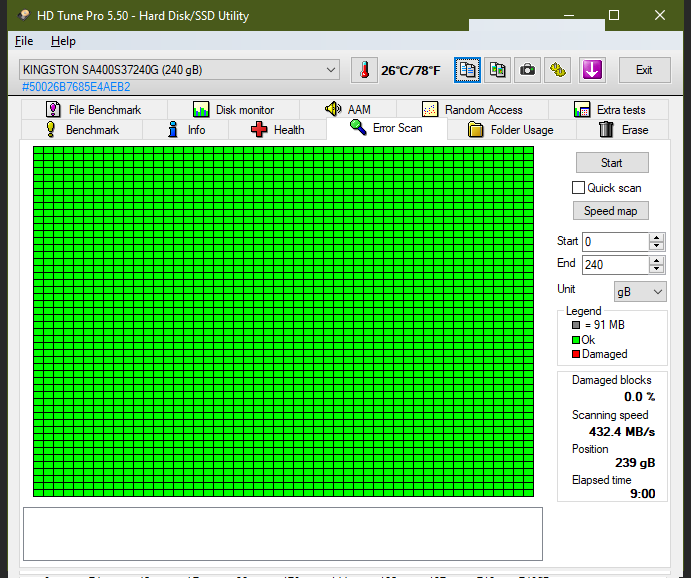 HD Tune Pro 5.50 - Hard Disk/SSD Utility
File Help
KINGSTON SA400S37240G (240 gB)
26°C/78°F
Exit
#50026B7685E4AEB2
File Benchmark
Disk monitor
AAM
Random Access
Extra tests
Benchmark
Info
Health
Error Scan
Folder Usage
Erase
Start
Quick scan
Speed map
Start 0
End 240
Unit gB
Legend
= 91 MB
Ok
Damaged
Damaged blocks
0.0 %
Scanning speed
432.4 MB/s
Position
239 gB
Elapsed time
9:00